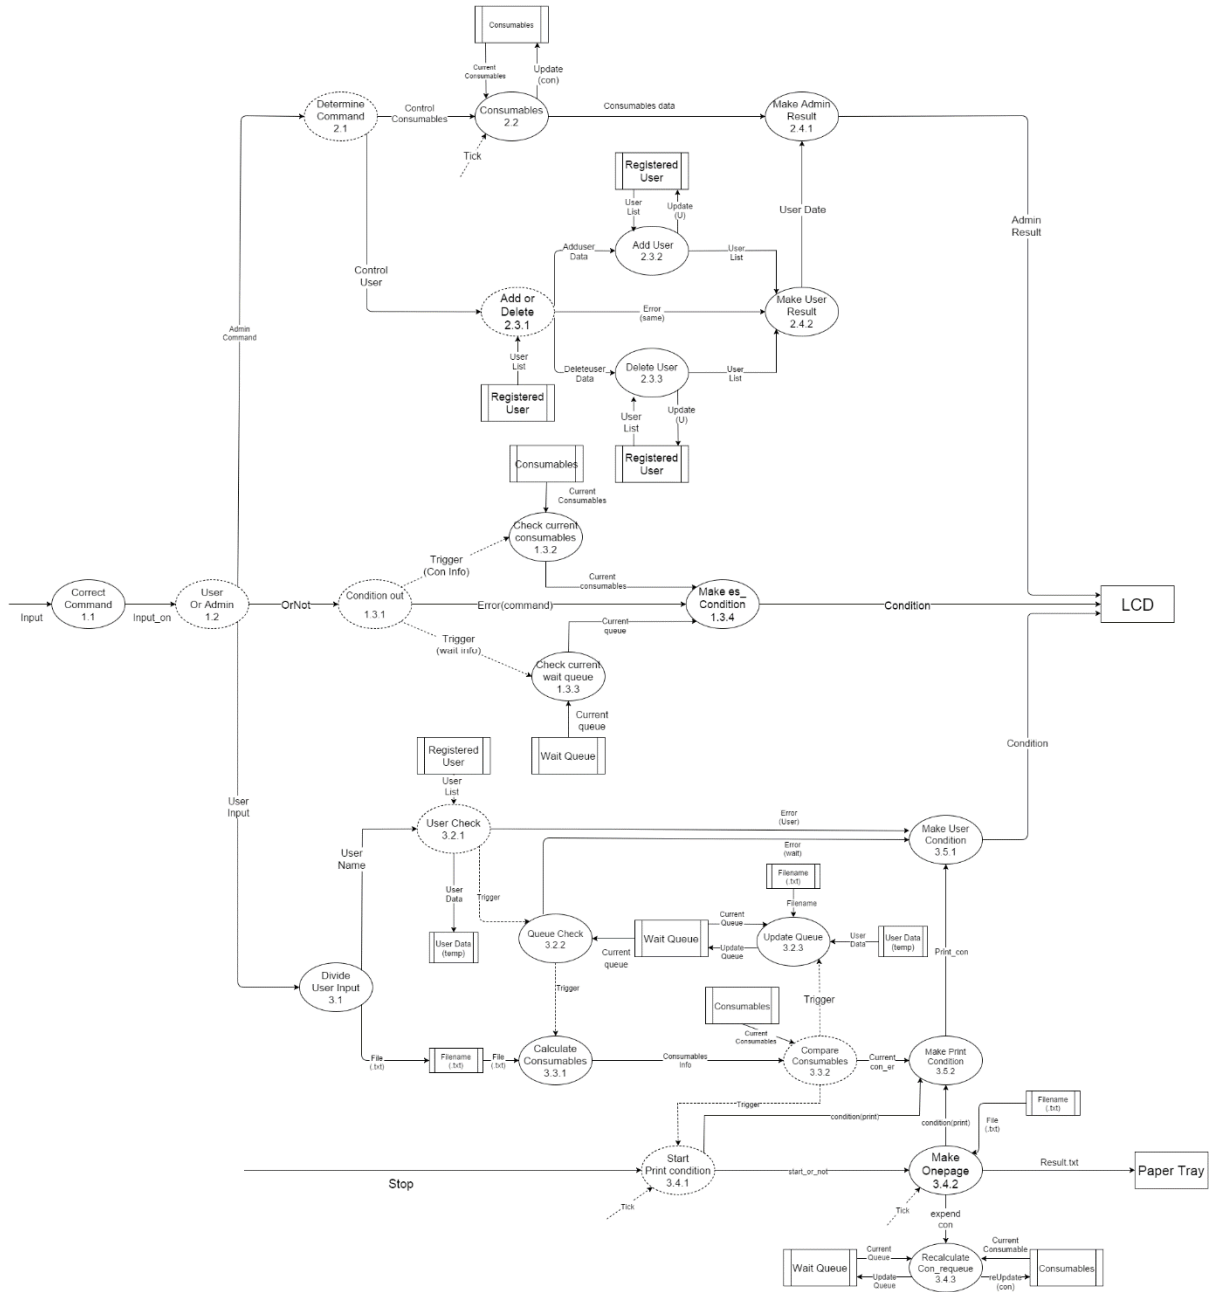 Consumables
Current
Consumables
Update
(con)
Determine
Command
2.1
Control
Consumables
Consumables
2.2
Consumables data
Make Admin
Result
2.4.1
Tick
Registered
User
User
List
Update
(U)
User Date
Admin
Result
Adduser
Data
Add User
2.3.2
User
List
Control
User
Add or
Delete
2.3.1
Error
(same)
Make User
Result
2.4.2
Admin
Command
User
List
Deleteuser
Data
Delete User
2.3.3
User
List
Registered
User
User
List
Update
(U)
Registered
User
Consumables
Current
Consumables
Check current
consumables
1.3.2
Trigger
(Con Info)
Current
consumables
Input
Correct
Command
1.1
Input_on
User
Or Admin
1.2
OrNot
Condition out
1.3.1
Error(command)
Make es_
Condition
1.3.4
Condition
LCD
Trigger
(wait info)
Current
queue
Check current
wait queue
1.3.3
Current
queue
Wait Queue
Registered
User
User
List
Condition
User
Input
User Check
3.2.1
Error
(User)
Make User
Condition
3.5.1
User
Name
Error
(wait)
User
Data
Trigger
Filename
(.txt)
Filename
User Data
(temp)
Queue Check
3.2.2
Current
queue
Wait Queue
Current
Queue
Update
Queue
Update Queue
3.2.3
User
Data
User Data
(temp)
Print_con
Divide
User Input
3.1
Trigger
Trigger
Consumables
Current
Consumables
File
(.txt)
Filename
(.txt)
File
(.txt)
Calculate
Consumables
3.3.1
Consumables
Info
Compare
Consumables
3.3.2
Current
con_er
Make Print
Condition
3.5.2
Trigger
condition(print)
condition(print)
File
(.txt)
Filename
(.txt)
Stop
Start
Print condition
3.4.1
start_or_not
Make
Onepage
3.4.2
Result.txt
Paper Tray
Tick
Tick
expend
con
Wait Queue
Current
Queue
Update
Queue
Recalculate
Con_requeue
3.4.3
Current
Consumable
reUpdate
(con)
Consumables